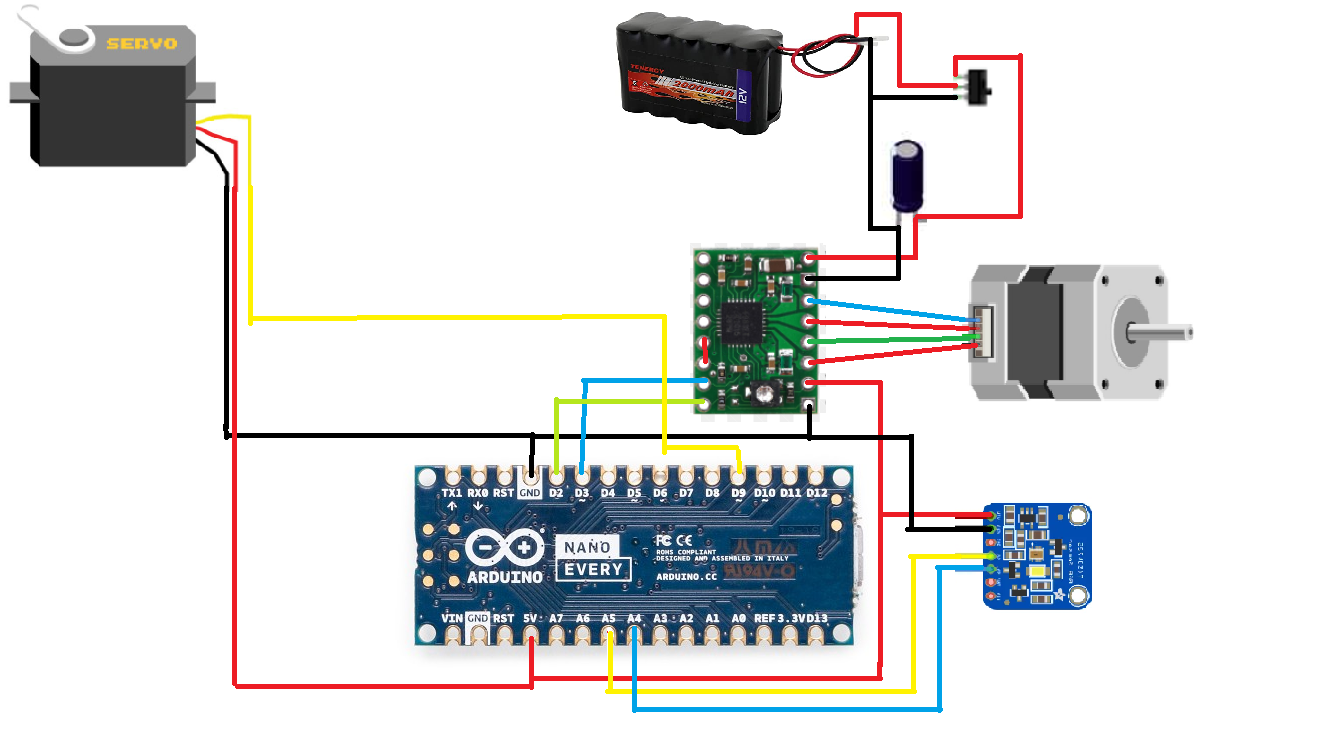 SERVO
TENERGY
2000mAH
12V
TX1 RX0 RST GND D2 D3 D4 D5 D6 D7 D8 D9 D10 D11 D12
~ ~ ~ ~ ~
ARDUINO
NANO
EVERY
ROHS COMPLIANT
DESIGNED AND ASSEMBLED IN ITALY
94V-0
ARDUINO.CC
VIN GND RST 5V A7 A6 A5 A4 A3 A2 A1 A0 REF 3.3V D13